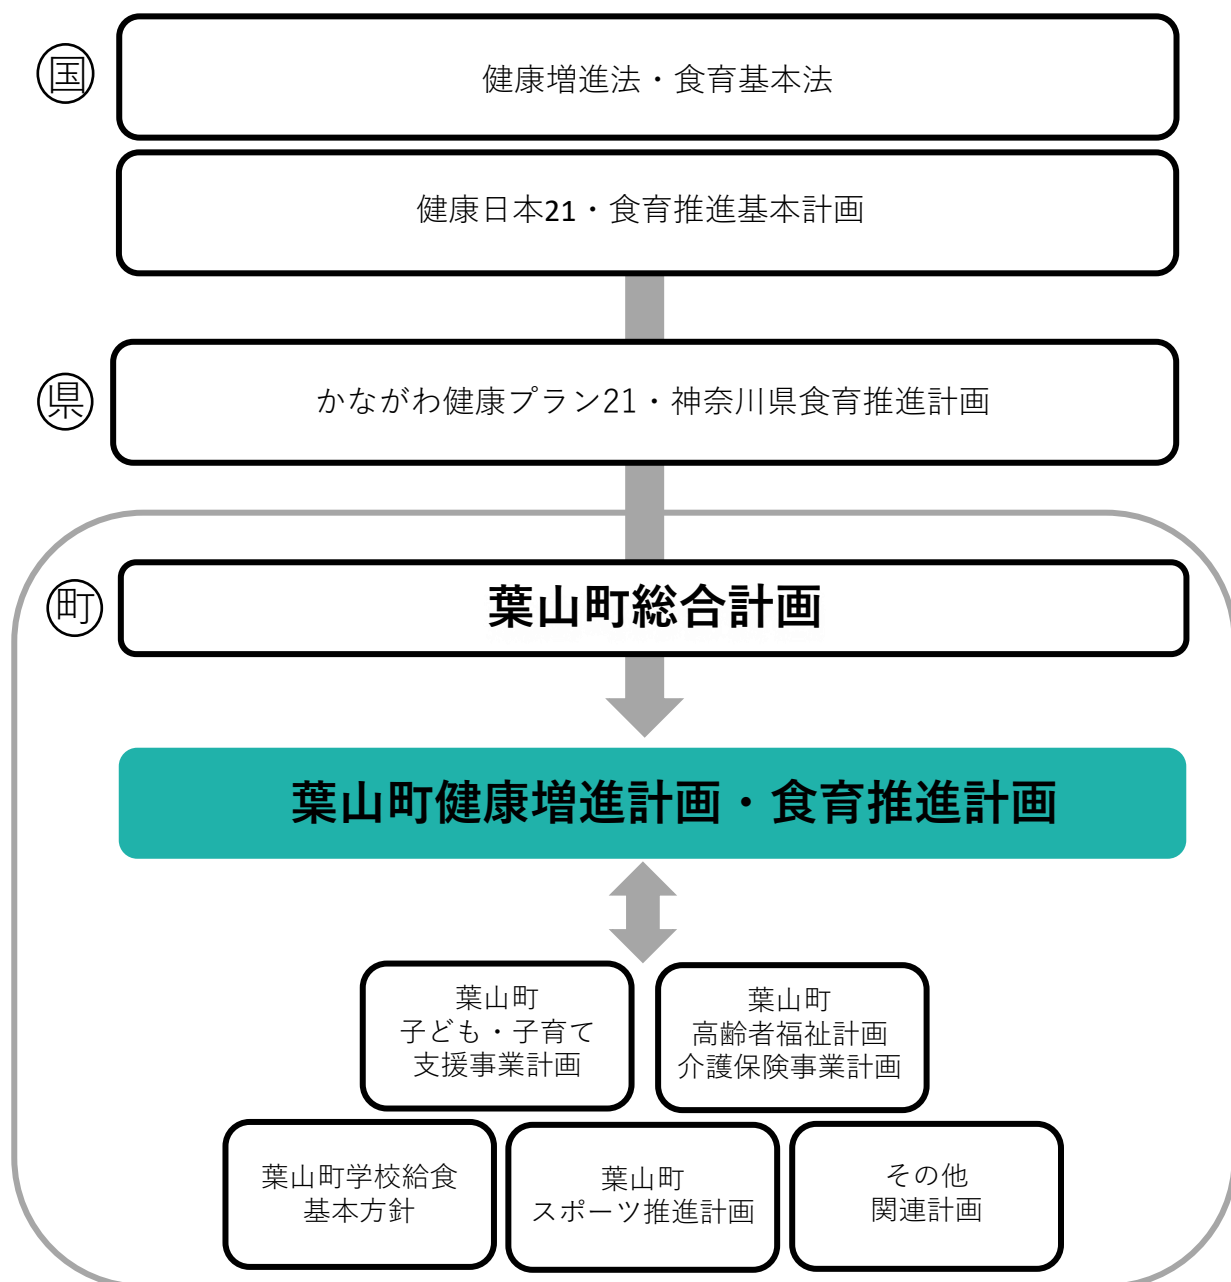 国
健康増進法・食育基本法
健康日本21・食育推進基本計画
県
かながわ健康プラン21・神奈川県食育推進計画
町
葉山町総合計画
葉山町健康増進計画・食育推進計画
葉山町
子ども・子育て
支援事業計画
葉山町
高齢者福祉計画
介護保険事業計画
葉山町学校給食
基本方針
葉山町
スポーツ推進計画
その他
関連計画